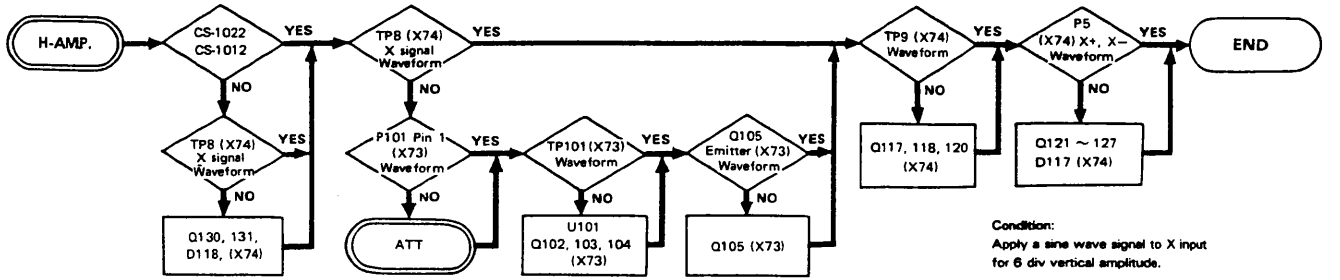 H-AMP.
CS-1022
CS-1012
YES
NO
TP8 (X74)
X signal
Waveform
YES
NO
Q130, 131,
D118, (X74)
TP8 (X74)
X signal
Waveform
YES
NO
P101 Pin 1
(X73)
Waveform
YES
NO
ATT
TP101 (X73)
Waveform
YES
NO
U101
Q102, 103, 104
(X73)
Q105
Emitter (X73)
Waveform
YES
NO
Q105 (X73)
TP9 (X74)
Waveform
YES
NO
Q117, 118, 120
(X74)
P5
(X74) X+, X−
Waveform
YES
NO
Q121 ~ 127
D117 (X74)
END
Condition:
Apply a sine wave signal to X input
for 6 div vertical amplitude.